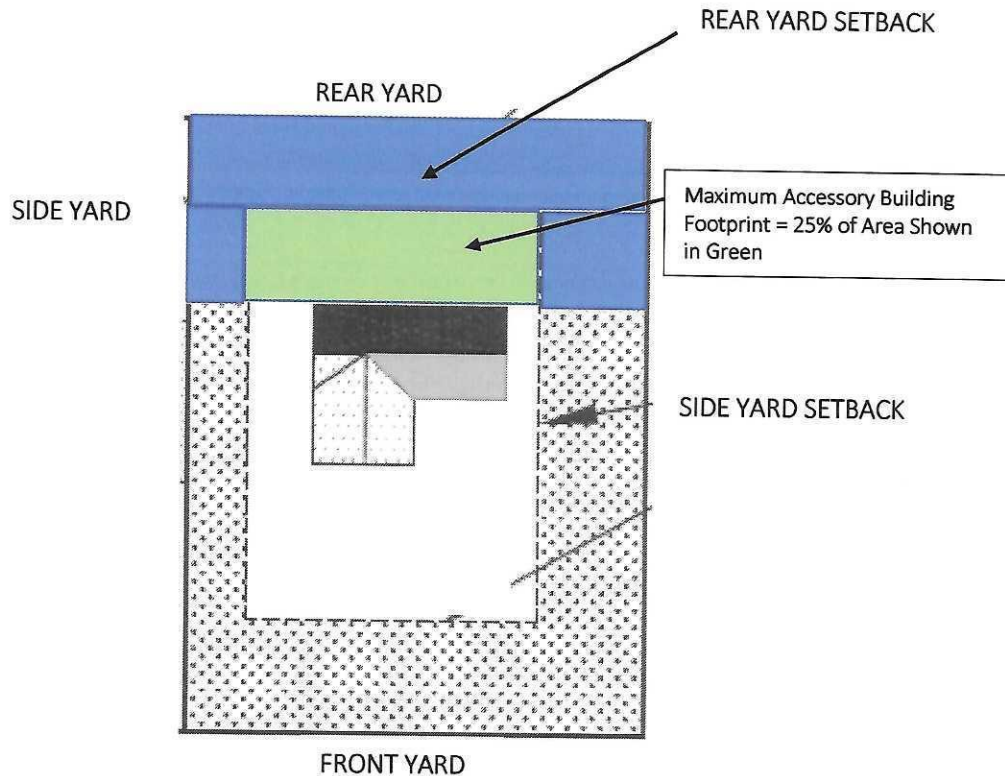 REAR YARD SETBACK
REAR YARD
SIDE YARD
Maximum Accessory Building
Footprint = 25% of Area Shown
in Green
SIDE YARD SETBACK
FRONT YARD